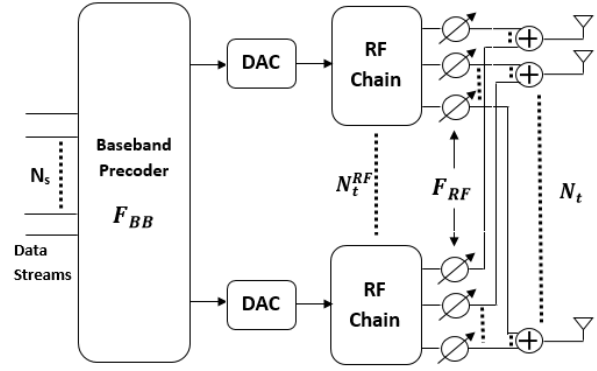 DAC
RF
Chain
Baseband
Precoder
F_BB
N_s
N_t^RF
F_RF
N_t
Data
Streams
DAC
RF
Chain